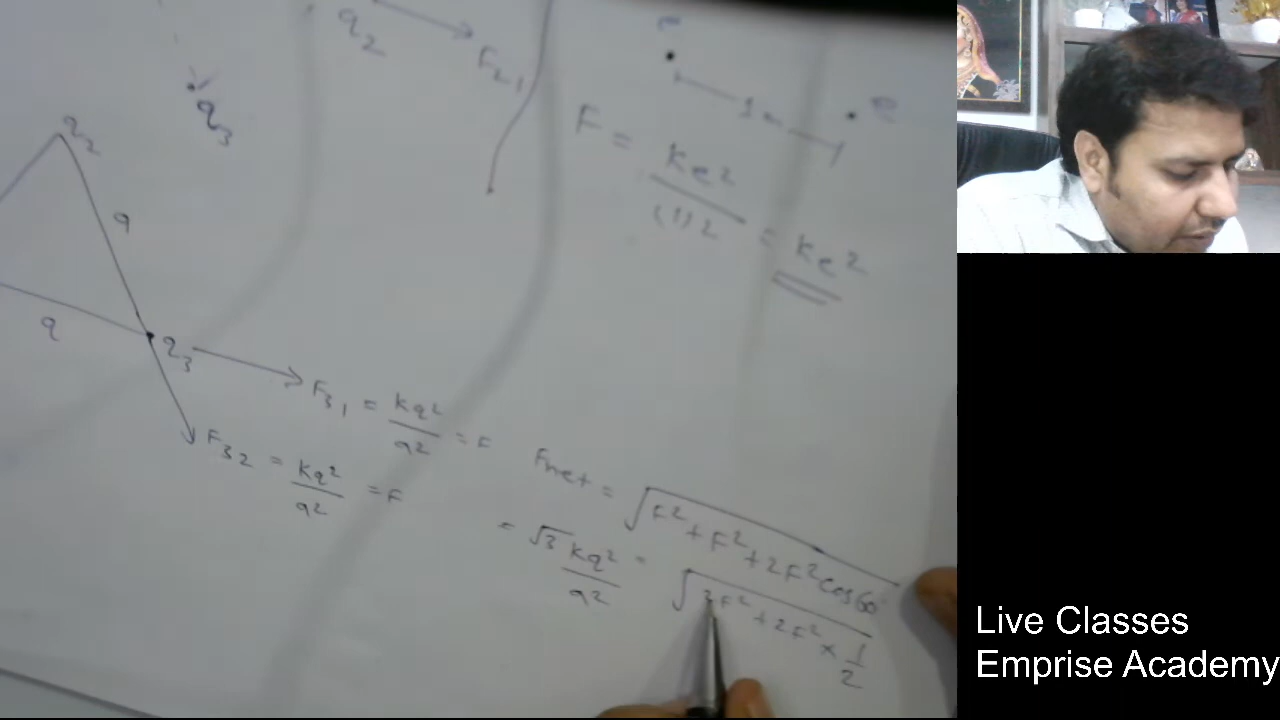 q2
F21
q3
1m
e
F = Ke²/(1)² = Ke²
q2
a
a
q3
F31 = Kq²/a² = F
F32 = Kq²/a² = F
Fnet = √F² + F² + 2F² cos 60°
= √3 Kq²/a² = √2F² + 2F² × 1/2
Live Classes
Emprise Academy